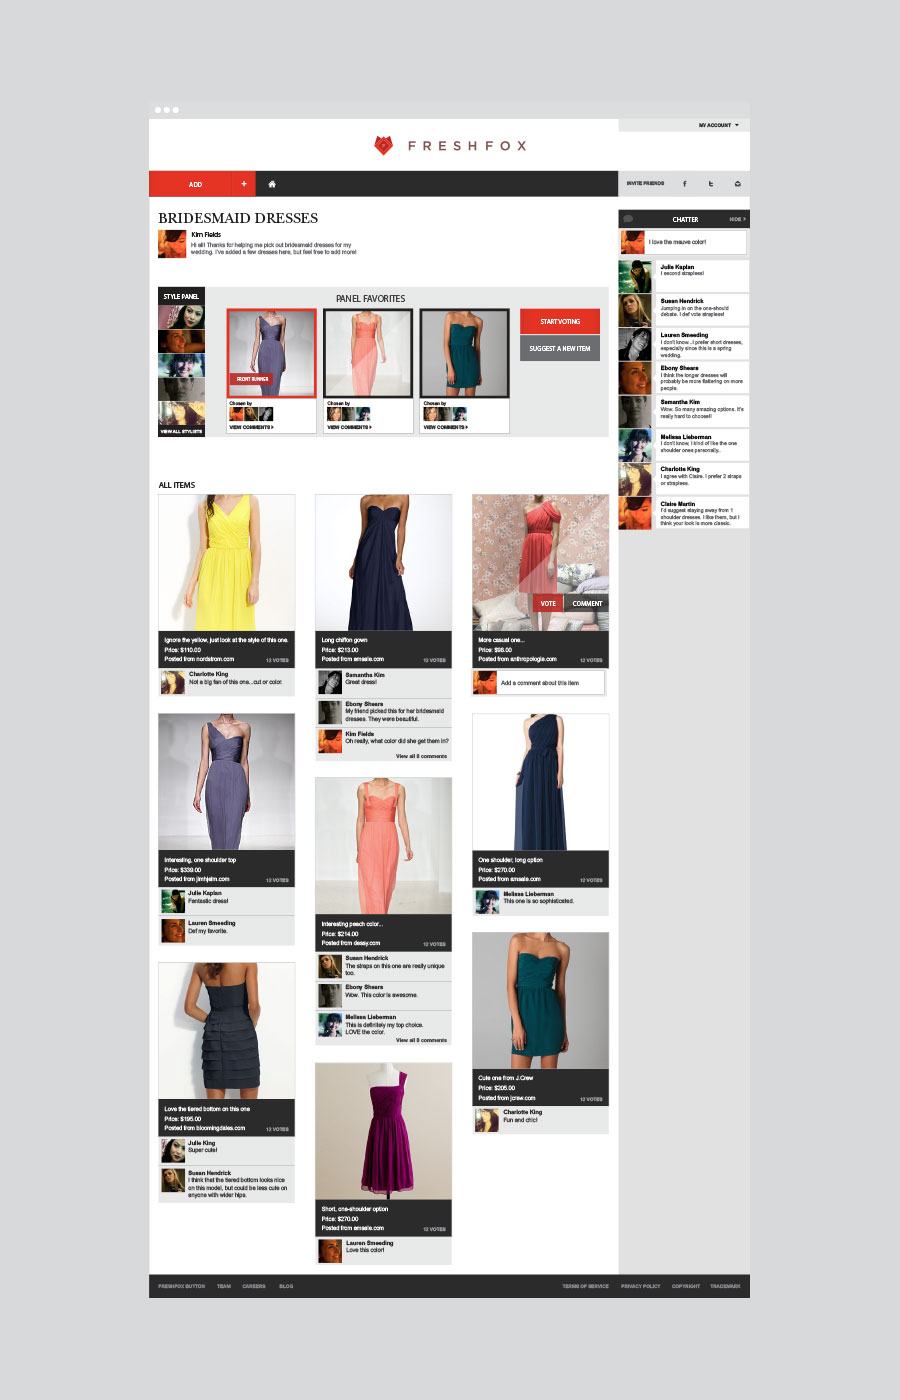 MY ACCOUNT
FRESHFOX
ADD +
INVITE FRIENDS
BRIDESMAID DRESSES
Kim Fields
Hi all! Thanks for helping me pick out bridesmaid dresses for my
wedding. I've added a few dresses here, but feel free to add more!
STYLE PANEL
VIEW ALL STYLISTS
PANEL FAVORITES
FRONT RUNNER
Chosen by
VIEW COMMENTS
Chosen by
VIEW COMMENTS
Chosen by
VIEW COMMENTS
START VOTING
SUGGEST A NEW ITEM
CHATTER
HIDE
I love the mauve color!
Julie Kaplan
I second strapless!
Susan Hendrick
Jumping in on the one-should
debate. I def vote strapless!
Lauren Smeeding
I don't know...I prefer short dresses,
especially since this is a spring
wedding.
Ebony Shears
I think the longer dresses will
probably be more flattering on more
people.
Samantha Kim
Wow. So many amazing options. It's
really hard to choose!!
Melissa Lieberman
I don't know, I kind of like the one
shoulder ones personally..
Charlotte King
I agree with Claire. I prefer 2 straps
or strapless.
Claire Martin
I'd suggest staying away from 1
shoulder dresses. I like them, but I
think your look is more classic.
ALL ITEMS
Ignore the yellow, just look at the style of this one.
Price: $110.00
Posted from nordstrom.com
12 VOTES
Charlotte King
Not a big fan of this one...cut or color.
Interesting, one shoulder top
Price: $339.00
Posted from jimhjelm.com
12 VOTES
Julie Kaplan
Fantastic dress!
Lauren Smeeding
Def my favorite.
Love the tiered bottom on this one
Price: $195.00
Posted from bloomingdales.com
12 VOTES
Julie King
Super cute!
Susan Hendrick
I think that the tiered bottom looks nice
on this model, but could be less cute on
anyone with wider hips.
Long chiffon gown
Price: $213.00
Posted from amsale.com
12 VOTES
Samantha Kim
Great dress!
Ebony Shears
My friend picked this for her bridesmaid
dresses. They were beautiful.
Kim Fields
Oh really, what color did she get them in?
View all 8 comments
Interesting peach color...
Price: $214.00
Posted from dessy.com
12 VOTES
Susan Hendrick
The straps on this one are really unique
too.
Ebony Shears
Wow. This color is awesome.
Melissa Lieberman
This is definitely my top choice.
LOVE the color.
View all 8 comments
Short, one-shoulder option
Price: $270.00
Posted from amsale.com
12 VOTES
Lauren Smeeding
Love this color!
VOTE
COMMENT
More casual one...
Price: $98.00
Posted from anthropologie.com
12 VOTES
Add a comment about this item
One shoulder, long option
Price: $270.00
Posted from amsale.com
12 VOTES
Melissa Lieberman
This one is so sophisticated.
Cute one from J.Crew
Price: $205.00
Posted from jcrew.com
12 VOTES
Charlotte King
Fun and chic!
FRESHFOX BUTTON TEAM CAREERS BLOG
TERMS OF SERVICE PRIVACY POLICY COPYRIGHT TRADEMARK